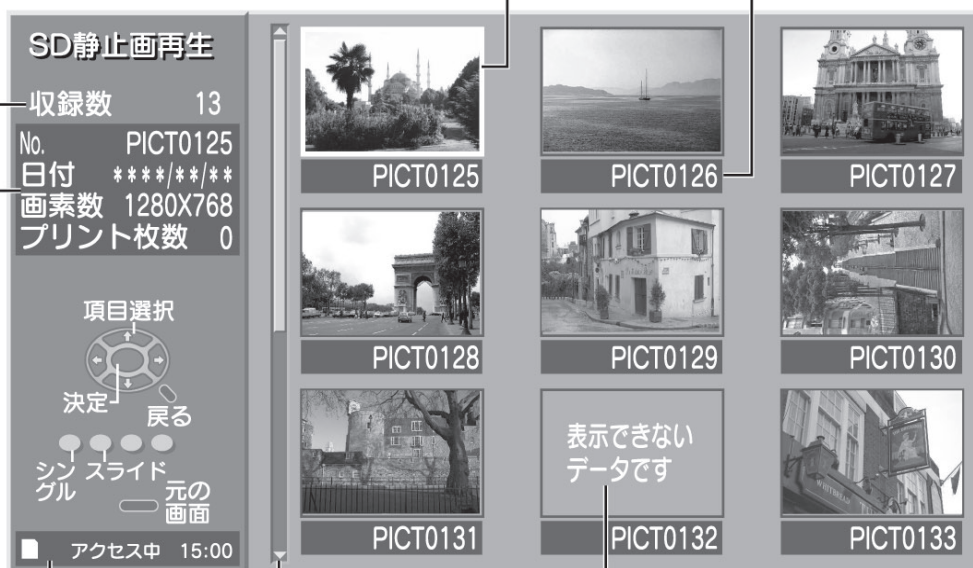 SD静止画再生
収録数 13
No. PICT0125
日付 ****/**/**
画素数 1280X768
プリント枚数 0
項目選択
決定
戻る
シングル
スライド
元の
画面
アクセス中 15:00
PICT0125
PICT0126
PICT0127
PICT0128
PICT0129
PICT0130
PICT0131
表示できない
データです
PICT0132
WHITBREAD
PICT0133